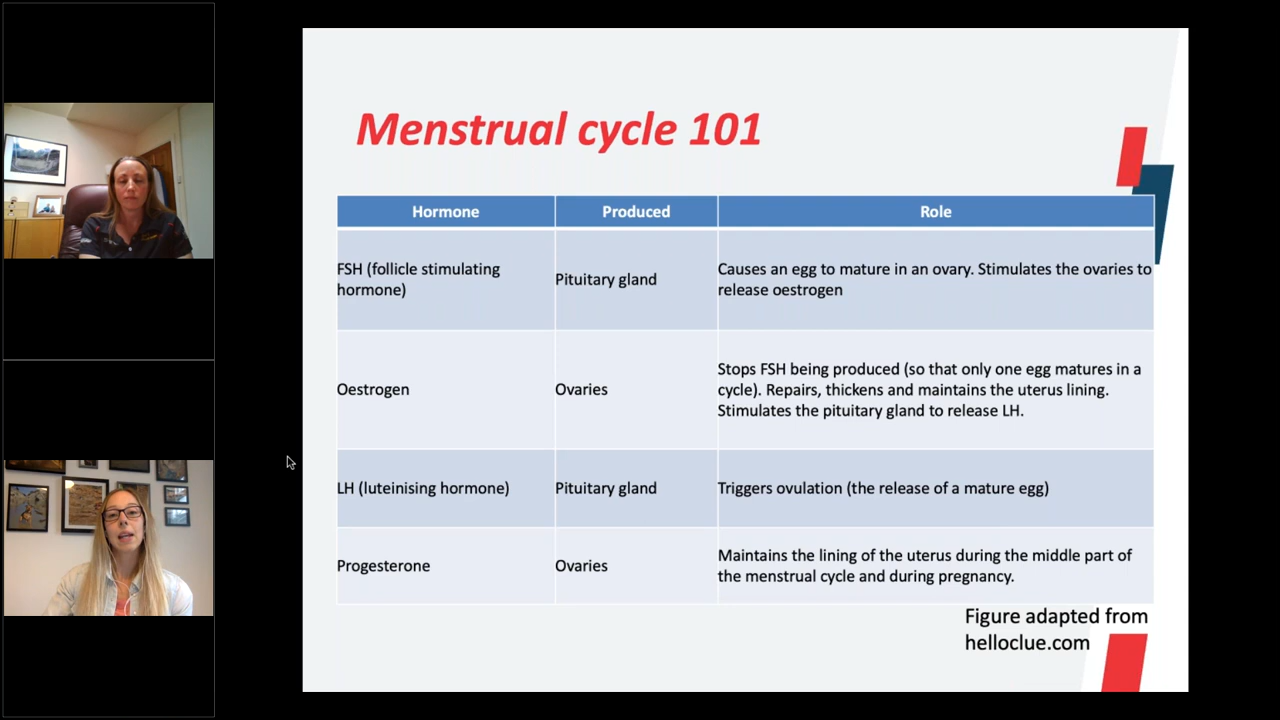 Menstrual cycle 101
Hormone
Produced
Role
FSH (follicle stimulating
hormone)
Pituitary gland
Causes an egg to mature in an ovary. Stimulates the ovaries to
release oestrogen
Oestrogen
Ovaries
Stops FSH being produced (so that only one egg matures in a
cycle). Repairs, thickens and maintains the uterus lining.
Stimulates the pituitary gland to release LH.
LH (luteinising hormone)
Pituitary gland
Triggers ovulation (the release of a mature egg)
Progesterone
Ovaries
Maintains the lining of the uterus during the middle part of
the menstrual cycle and during pregnancy.
Figure adapted from
helloclue.com